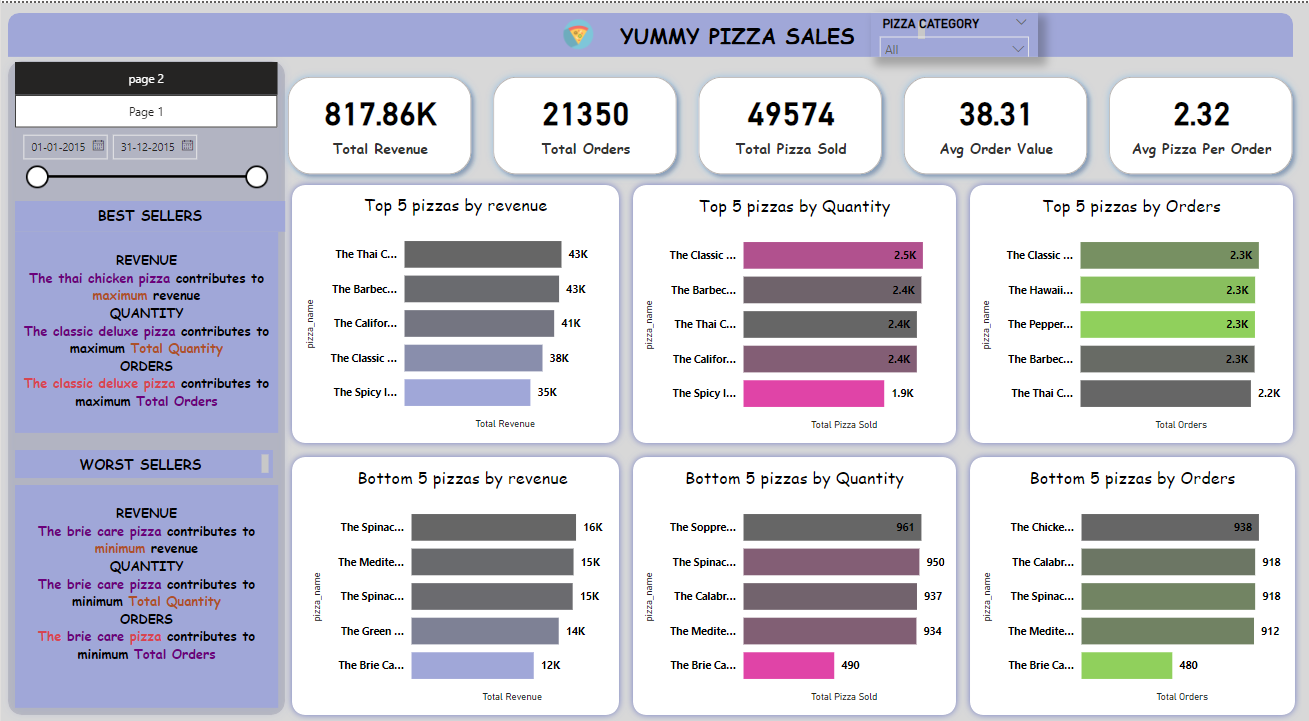 YUMMY PIZZA SALES
PIZZA CATEGORY
All
page 2
Page 1
01-01-2015
31-12-2015
BEST SELLERS
REVENUE
The thai chicken pizza contributes to
maximum revenue
QUANTITY
The classic deluxe pizza contributes to
maximum Total Quantity
ORDERS
The classic deluxe pizza contributes to
maximum Total Orders
WORST SELLERS
REVENUE
The brie care pizza contributes to
minimum revenue
QUANTITY
The brie care pizza contributes to
minimum Total Quantity
ORDERS
The brie care pizza contributes to
minimum Total Orders
817.86K
Total Revenue
21350
Total Orders
49574
Total Pizza Sold
38.31
Avg Order Value
2.32
Avg Pizza Per Order
Top 5 pizzas by revenue
pizza_name
The Thai C... 43K
The Barbec... 43K
The Califor... 41K
The Classic ... 38K
The Spicy I... 35K
Total Revenue
Top 5 pizzas by Quantity
pizza_name
The Classic ... 2.5K
The Barbec... 2.4K
The Thai C... 2.4K
The Califor... 2.4K
The Spicy I... 1.9K
Total Pizza Sold
Top 5 pizzas by Orders
pizza_name
The Classic ... 2.3K
The Hawaii... 2.3K
The Pepper... 2.3K
The Barbec... 2.3K
The Thai C... 2.2K
Total Orders
Bottom 5 pizzas by revenue
pizza_name
The Spinac... 16K
The Medite... 15K
The Spinac... 15K
The Green ... 14K
The Brie Ca... 12K
Total Revenue
Bottom 5 pizzas by Quantity
pizza_name
The Soppre... 961
The Spinac... 950
The Calabr... 937
The Medite... 934
The Brie Ca... 490
Total Pizza Sold
Bottom 5 pizzas by Orders
pizza_name
The Chicke... 938
The Calabr... 918
The Spinac... 918
The Medite... 912
The Brie Ca... 480
Total Orders